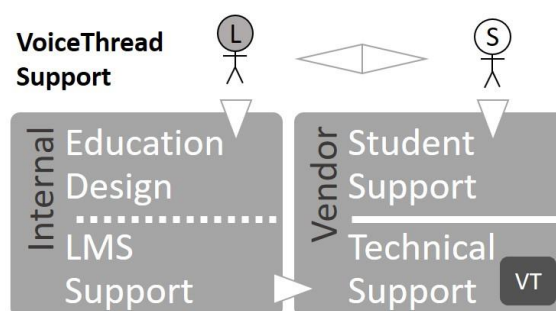 VoiceThread
Support
L
S
Internal
Education
Design
LMS
Support
Vendor
Student
Support
Technical
Support
VT